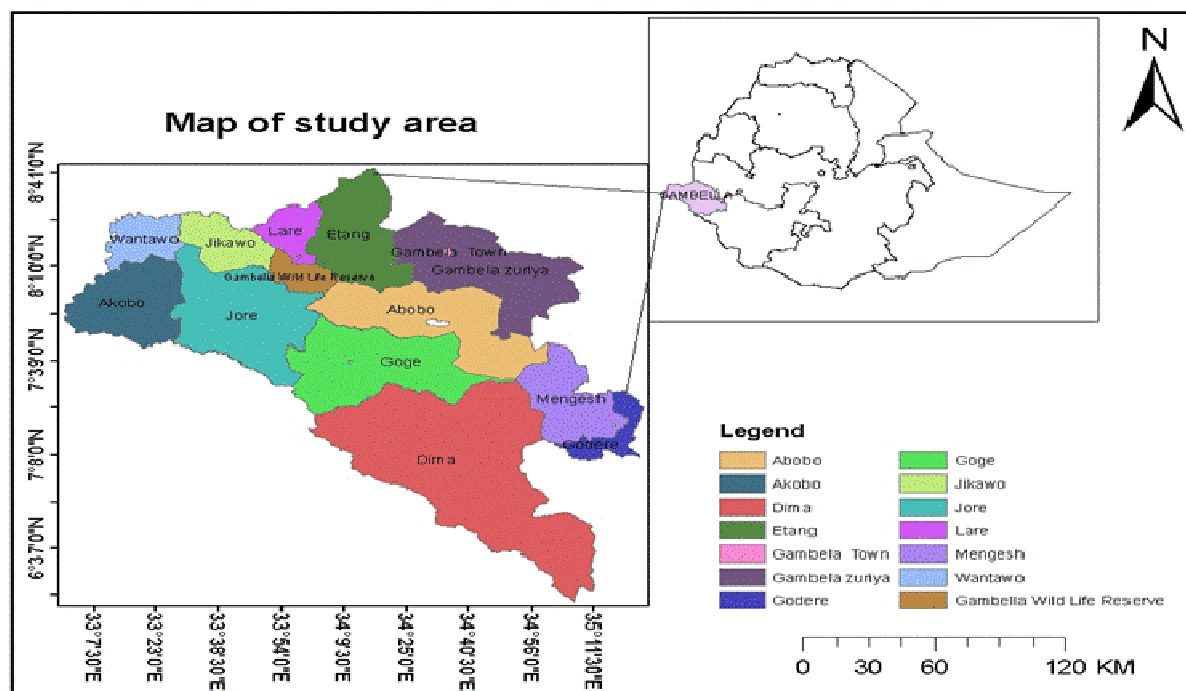 N
Map of study area
GAMBELLA
8°41'0"N
8°10'0"N
7°39'0"N
7°8'0"N
6°37'0"N
Wantawo
Jikawo
Lare
Etang
Gambela Town
Gambela zuriya
Gambella Wild Life Reserve
Akobo
Jore
Abobo
Goge
Mengesh
Godere
Dima
33°7'30"E
33°23'0"E
33°38'30"E
33°54'0"E
34°9'30"E
34°25'0"E
34°40'30"E
34°56'0"E
35°11'30"E
Legend
Abobo
Akobo
Dima
Etang
Gambela Town
Gambela zuriya
Godere
Goge
Jikawo
Jore
Lare
Mengesh
Wantawo
Gambella Wild Life Reserve
0 30 60 120 KM